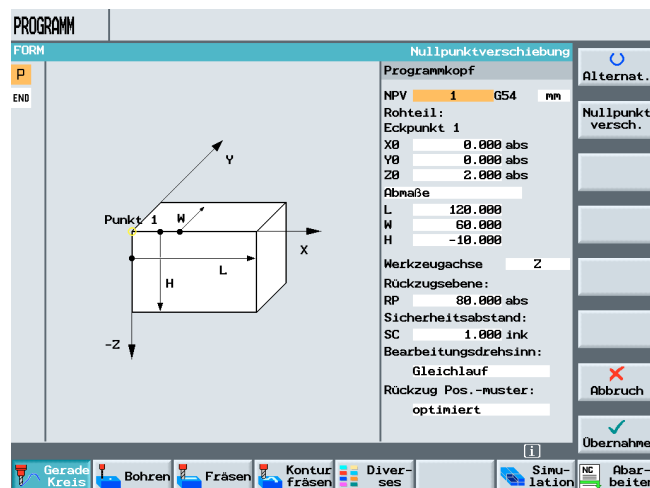 PROGRAMM
FORM
Nullpunktverschiebung
P
END
Punkt 1
Y
W
X
L
H
-Z
Programmkopf
NPV 1 G54 mm
Rohteil:
Eckpunkt 1
X0 0.000 abs
Y0 0.000 abs
Z0 2.000 abs
Abmaße
L 120.000
W 60.000
H -10.000
Werkzeugachse Z
Rückzugsebene:
RP 80.000 abs
Sicherheitsabstand:
SC 1.000 ink
Bearbeitungsdrehsinn:
Gleichlauf
Rückzug Pos.-muster:
optimiert
Alternat.
Nullpunkt
versch.
Abbruch
Übernahme
i
Gerade
Kreis
Bohren
Fräsen
Kontur
fräsen
Diver-
ses
Simu-
lation
NC
Abar-
beiten